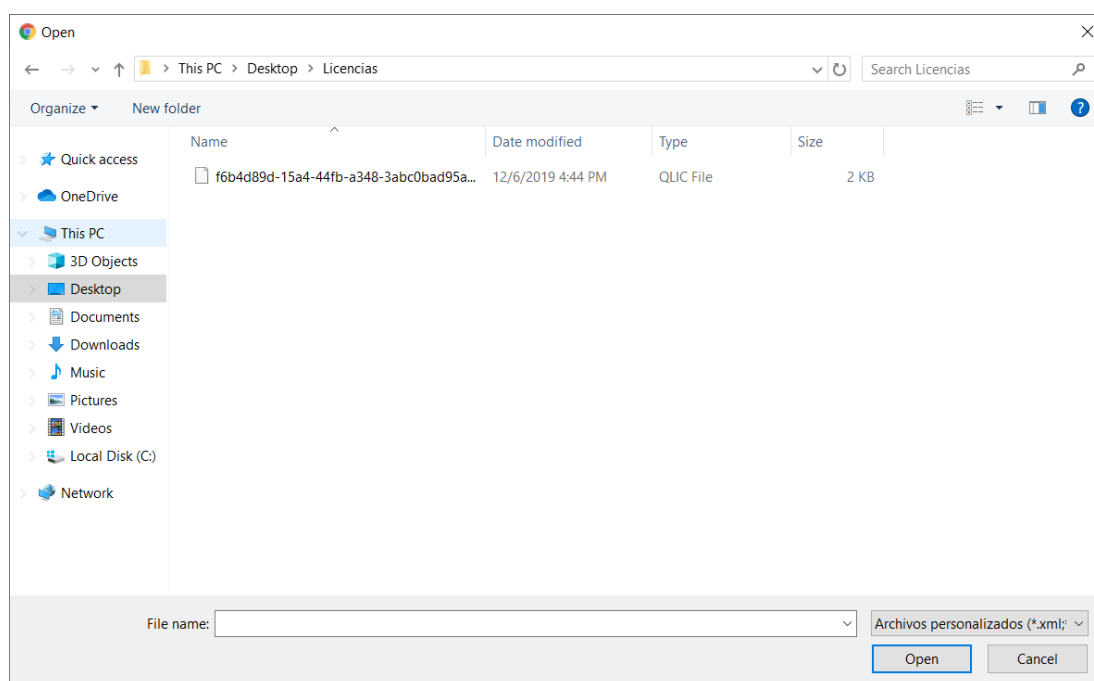 Open
This PC > Desktop > Licencias
Search Licencias
Organize
New folder
Name Date modified Type Size
f6b4d89d-15a4-44fb-a348-3abc0bad95a... 12/6/2019 4:44 PM QLIC File 2 KB
Quick access
OneDrive
This PC
3D Objects
Desktop
Documents
Downloads
Music
Pictures
Videos
Local Disk (C:)
Network
File name:
Archivos personalizados (*.xml;
Open
Cancel